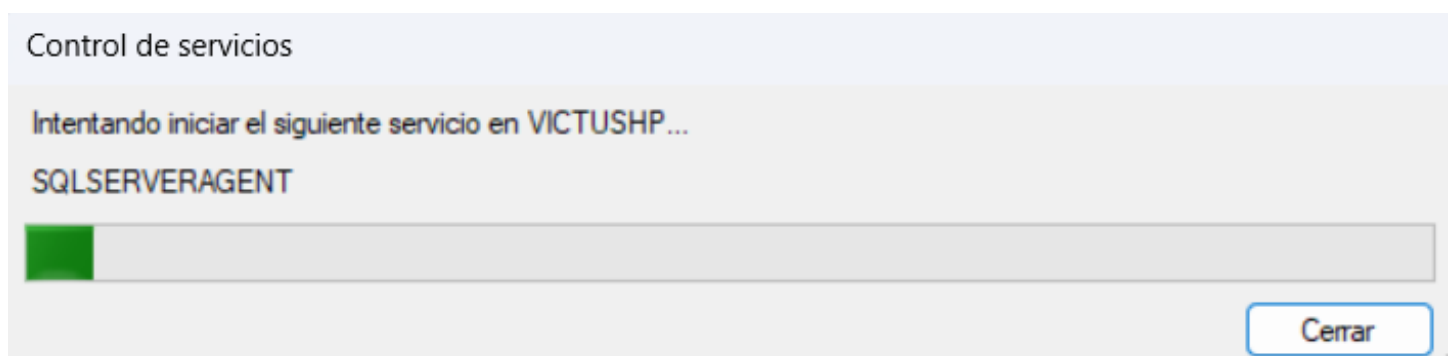 Control de servicios
Intentando iniciar el siguiente servicio en VICTUSHP...
SQLSERVERAGENT
Cerrar